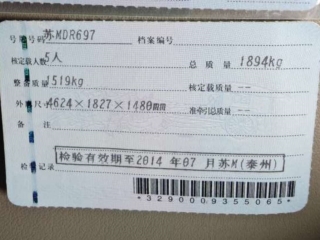 号牌号码 苏MDR697 档案编号
核定载人数 5人 总质量 1894kg
整备质量 1519kg 核定载质量 --
外廓尺寸 4624×1827×1480mm 准牵引总质量 --
备注
检验记录 检验有效期至2014年07月苏M(泰州)
*3290009355065*